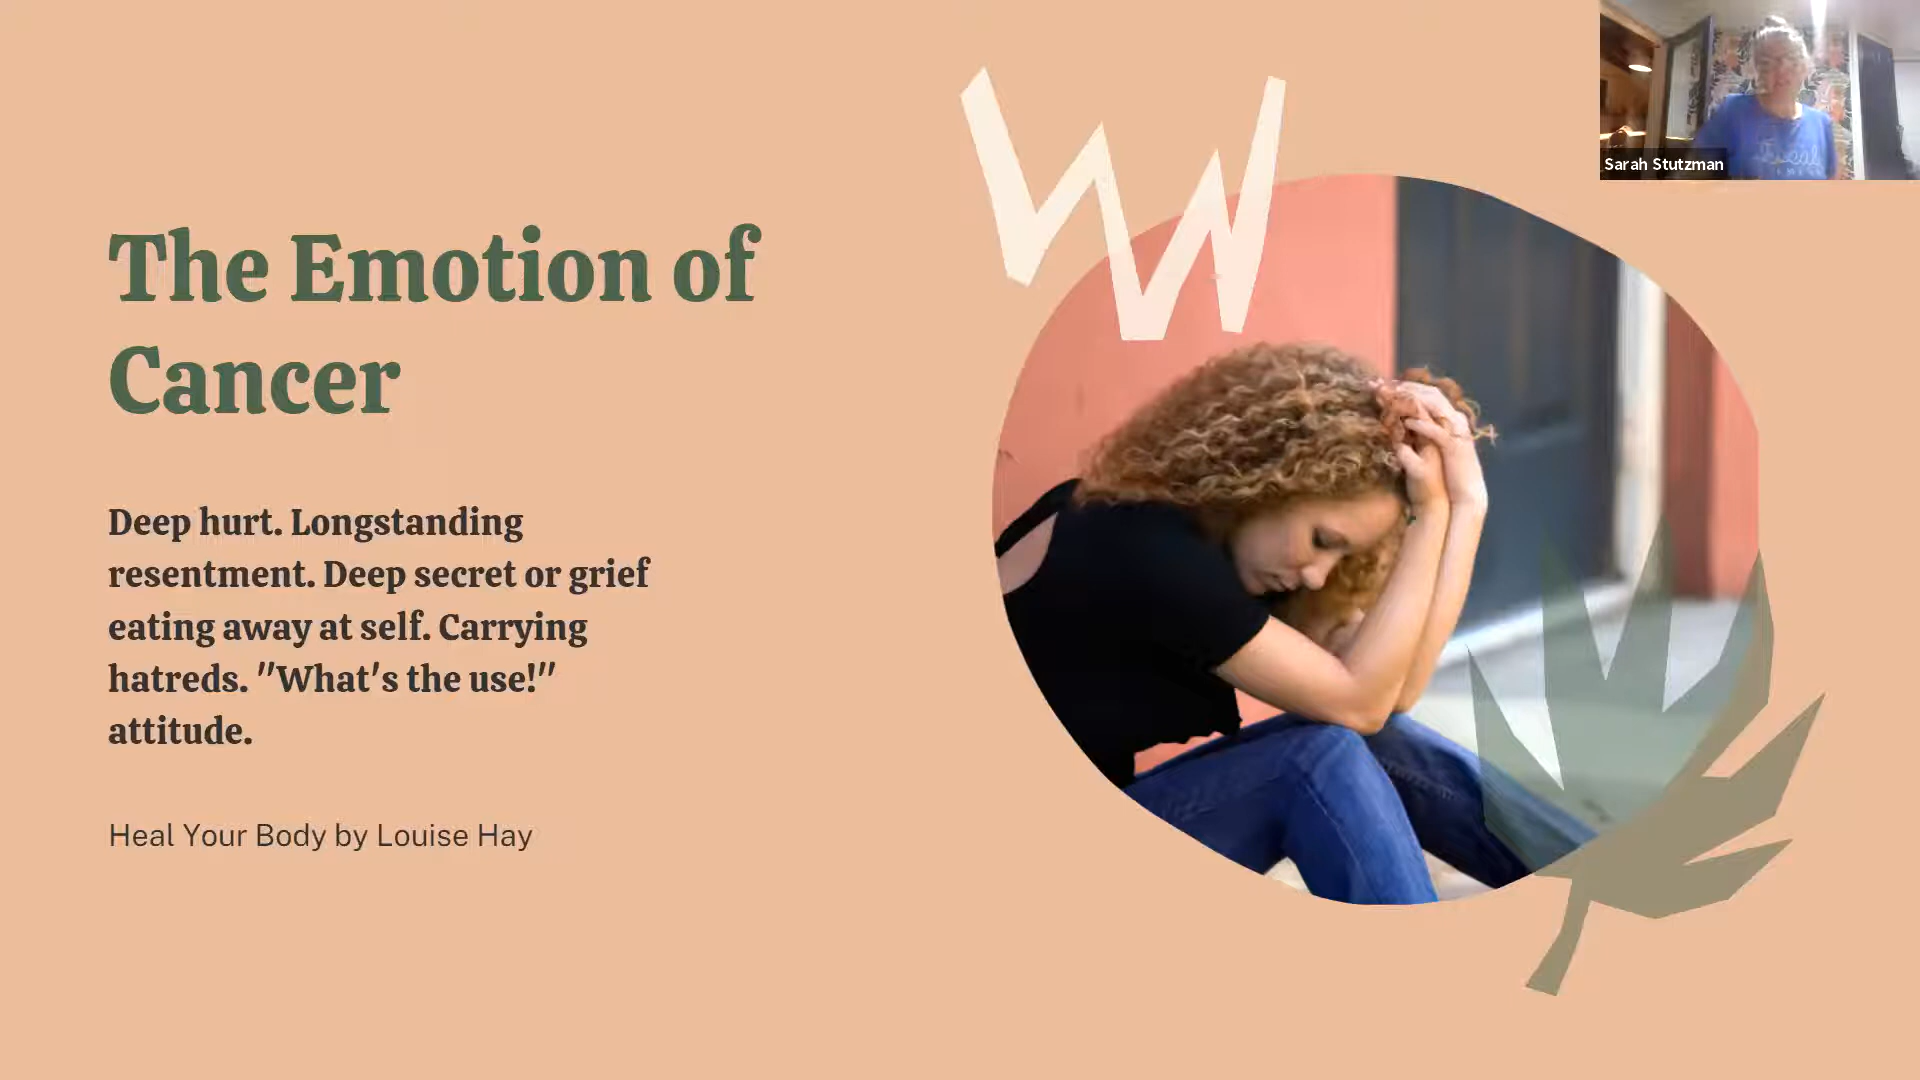 The Emotion of
Cancer
Deep hurt. Longstanding
resentment. Deep secret or grief
eating away at self. Carrying
hatreds. "What's the use!"
attitude.
Heal Your Body by Louise Hay
Sarah Stutzman